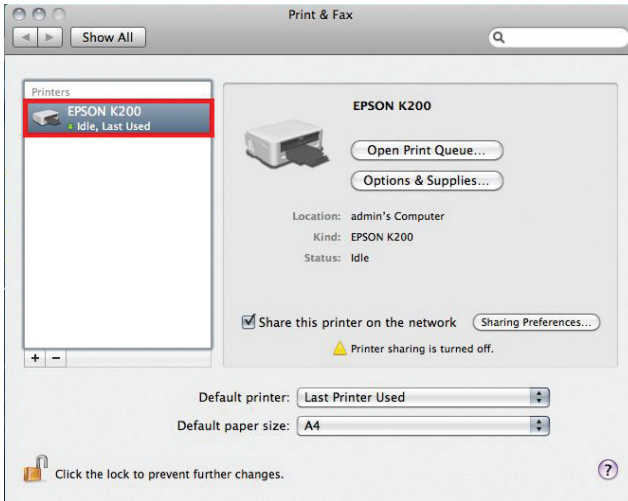 Print & Fax
Show All
Printers
EPSON K200
Idle, Last Used
EPSON K200
Open Print Queue...
Options & Supplies...
Location: admin's Computer
Kind: EPSON K200
Status: Idle
Share this printer on the network
Sharing Preferences...
Printer sharing is turned off.
+ −
Default printer: Last Printer Used
Default paper size: A4
Click the lock to prevent further changes.
?